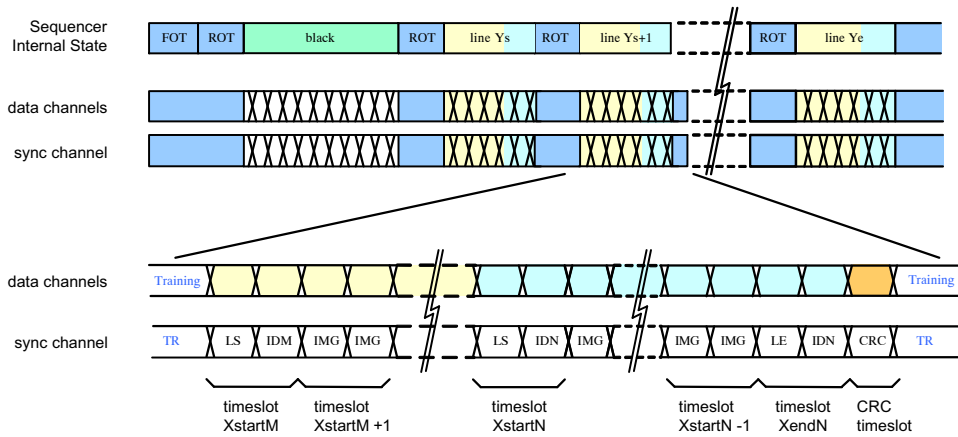 Sequencer
Internal State
FOT ROT black ROT line Ys ROT line Ys+1 ROT line Ye
data channels
sync channel
data channels Training Training
sync channel TR LS IDM IMG IMG LS IDN IMG IMG IMG LE IDN CRC TR
timeslot timeslot timeslot timeslot timeslot CRC
XstartM XstartM +1 XstartN XstartN -1 XendN timeslot